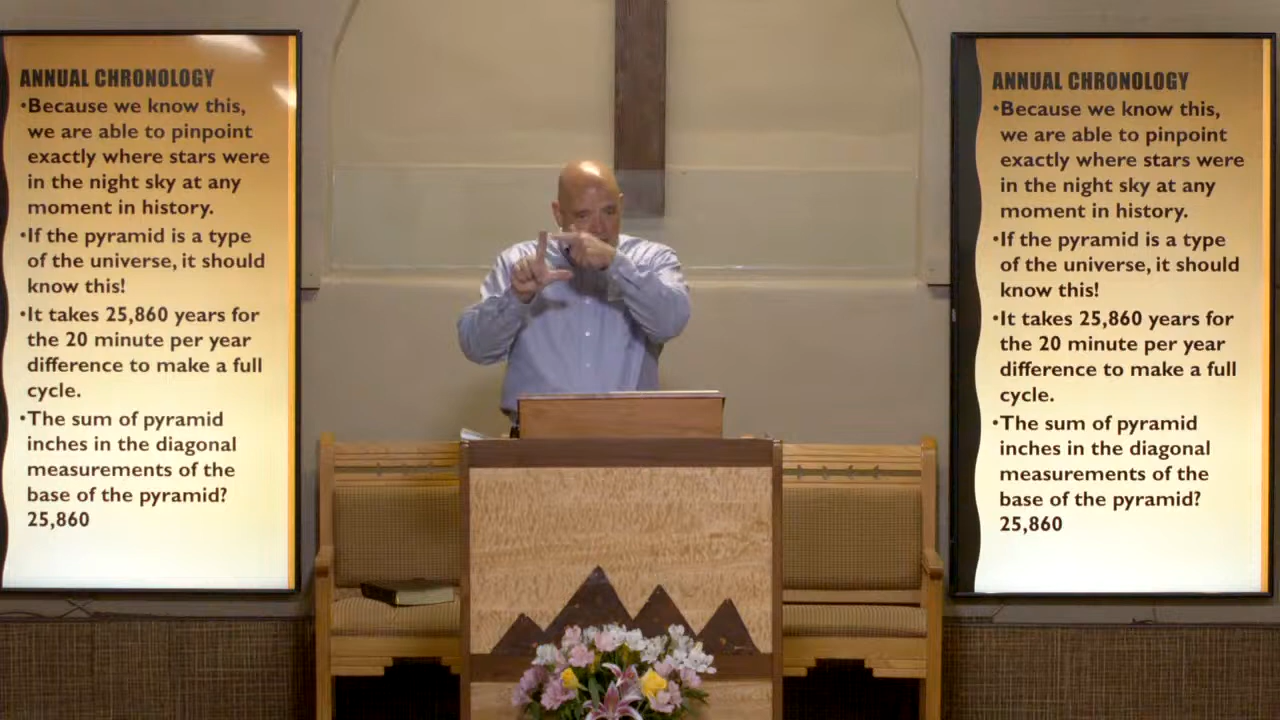 ANNUAL CHRONOLOGY
•Because we know this,
we are able to pinpoint
exactly where stars were
in the night sky at any
moment in history.
•If the pyramid is a type
of the universe, it should
know this!
•It takes 25,860 years for
the 20 minute per year
difference to make a full
cycle.
•The sum of pyramid
inches in the diagonal
measurements of the
base of the pyramid?
25,860
ANNUAL CHRONOLOGY
•Because we know this,
we are able to pinpoint
exactly where stars were
in the night sky at any
moment in history.
•If the pyramid is a type
of the universe, it should
know this!
•It takes 25,860 years for
the 20 minute per year
difference to make a full
cycle.
•The sum of pyramid
inches in the diagonal
measurements of the
base of the pyramid?
25,860